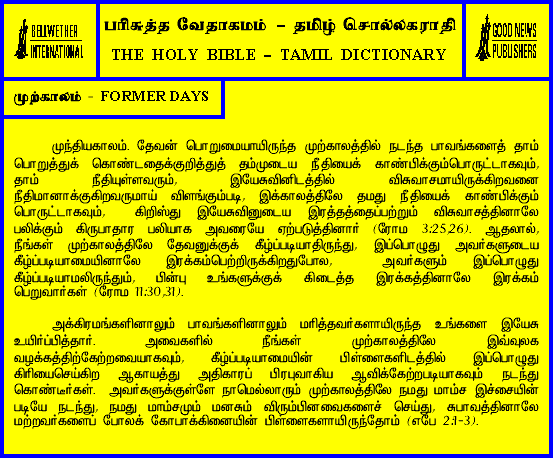 BELLWETHER
INTERNATIONAL
பரிசுத்த வேதாகமம் – தமிழ் சொல்லகராதி
THE HOLY BIBLE – TAMIL DICTIONARY
GOOD NEWS
PUBLISHERS
முற்காலம் - FORMER DAYS
முந்தியகாலம். தேவன் பொறுமையாயிருந்த முற்காலத்தில் நடந்த பாவங்களைத் தாம்
பொறுத்துக் கொண்டதைக்குறித்துத் தம்முடைய நீதியைக் காண்பிக்கும்பொருட்டாகவும்,
தாம் நீதியுள்ளவரும், இயேசுவினிடத்தில் விசுவாசமாயிருக்கிறவனை
நீதிமானாக்குகிறவருமாய் விளங்கும்படி, இக்காலத்திலே தமது நீதியைக் காண்பிக்கும்
பொருட்டாகவும், கிறிஸ்து இயேசுவினுடைய இரத்தத்தைப்பற்றும் விசுவாசத்தினாலே
பலிக்கும் கிருபாதார பலியாக அவரையே ஏற்படுத்தினார் (ரோம 3:25,26). ஆதலால்,
நீங்கள் முற்காலத்திலே தேவனுக்குக் கீழ்ப்படியாதிருந்து, இப்பொழுது அவர்களுடைய
கீழ்ப்படியாமையினாலே இரக்கம்பெற்றிருக்கிறதுபோல, அவர்களும் இப்பொழுது
கீழ்ப்படியாமலிருந்தும், பின்பு உங்களுக்குக் கிடைத்த இரக்கத்தினாலே இரக்கம்
பெறுவார்கள் (ரோம 11:30,31).
அக்கிரமங்களினாலும் பாவங்களினாலும் மரித்தவர்களாயிருந்த உங்களை இயேசு
உயிர்ப்பித்தார். அவைகளில் நீங்கள் முற்காலத்திலே இவ்வுலக
வழக்கத்திற்கேற்றவையாகவும், கீழ்ப்படியாமையின் பிள்ளைகளிடத்தில் இப்பொழுது
கிரியைசெய்கிற ஆகாயத்து அதிகாரப் பிரபுவாகிய ஆவிக்கேற்றபடியாகவும் நடந்து
கொண்டீர்கள். அவர்களுக்குள்ளே நாமெல்லாரும் முற்காலத்திலே நமது மாம்ச இச்சையின்
படியே நடந்து, நமது மாம்சமும் மனசும் விரும்பினவைகளைச் செய்து, சுபாவத்தினாலே
மற்றவர்களைப் போலக் கோபாக்கினையின் பிள்ளைகளாயிருந்தோம் (எபே 2:1-3).